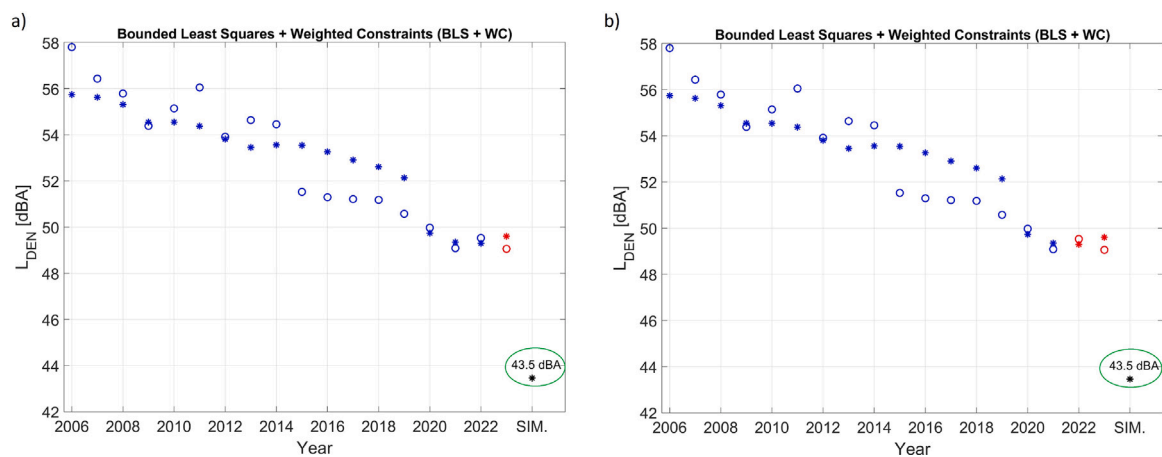 a)
Bounded Least Squares + Weighted Constraints (BLS + WC)
58
56
54
52
50
48
46
44
42
L_DEN [dBA]
43.5 dBA
2006 2008 2010 2012 2014 2016 2018 2020 2022 SIM.
Year
b)
Bounded Least Squares + Weighted Constraints (BLS + WC)
58
56
54
52
50
48
46
44
42
L_DEN [dBA]
43.5 dBA
2006 2008 2010 2012 2014 2016 2018 2020 2022 SIM.
Year